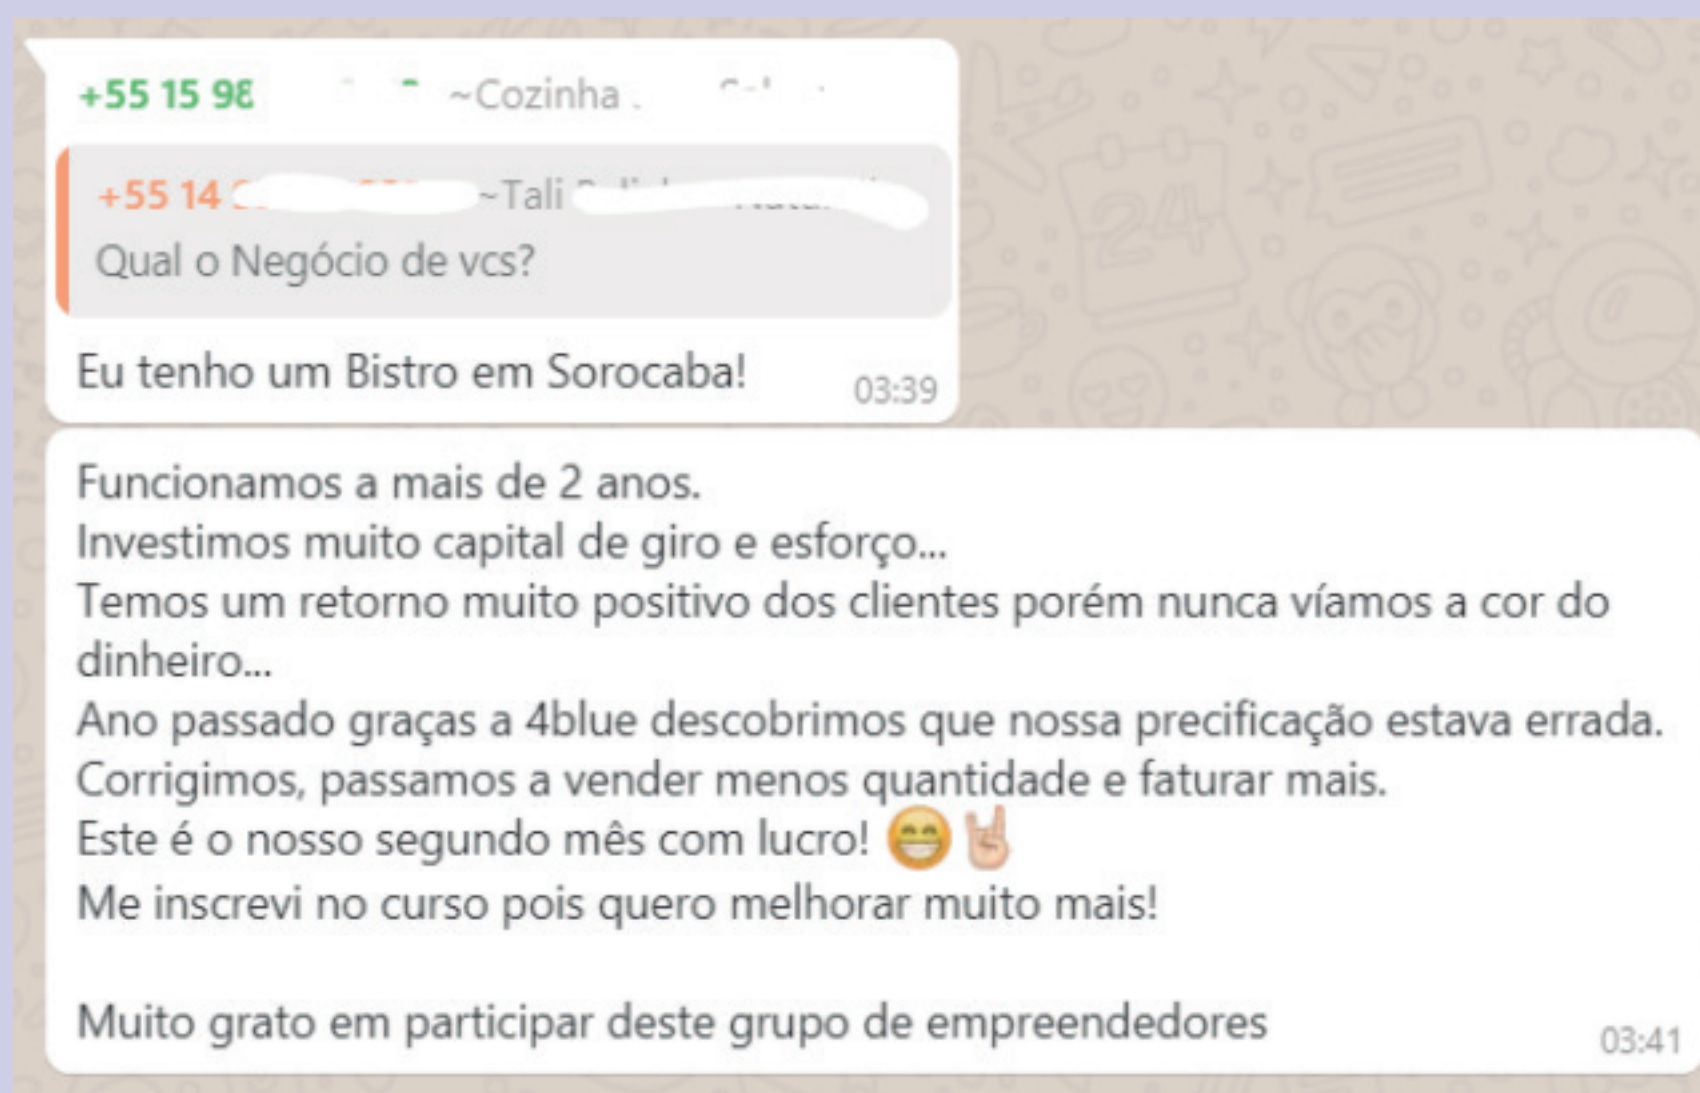 +55 15 98 ~Cozinha
+55 14 ~Tali
Qual o Negócio de vcs?
Eu tenho um Bistro em Sorocaba!
03:39
Funcionamos a mais de 2 anos.
Investimos muito capital de giro e esforço...
Temos um retorno muito positivo dos clientes porém nunca víamos a cor do
dinheiro...
Ano passado graças a 4blue descobrimos que nossa precificação estava errada.
Corrigimos, passamos a vender menos quantidade e faturar mais.
Este é o nosso segundo mês com lucro! 😁🤘🏻
Me inscrevi no curso pois quero melhorar muito mais!
Muito grato em participar deste grupo de empreendedores
03:41